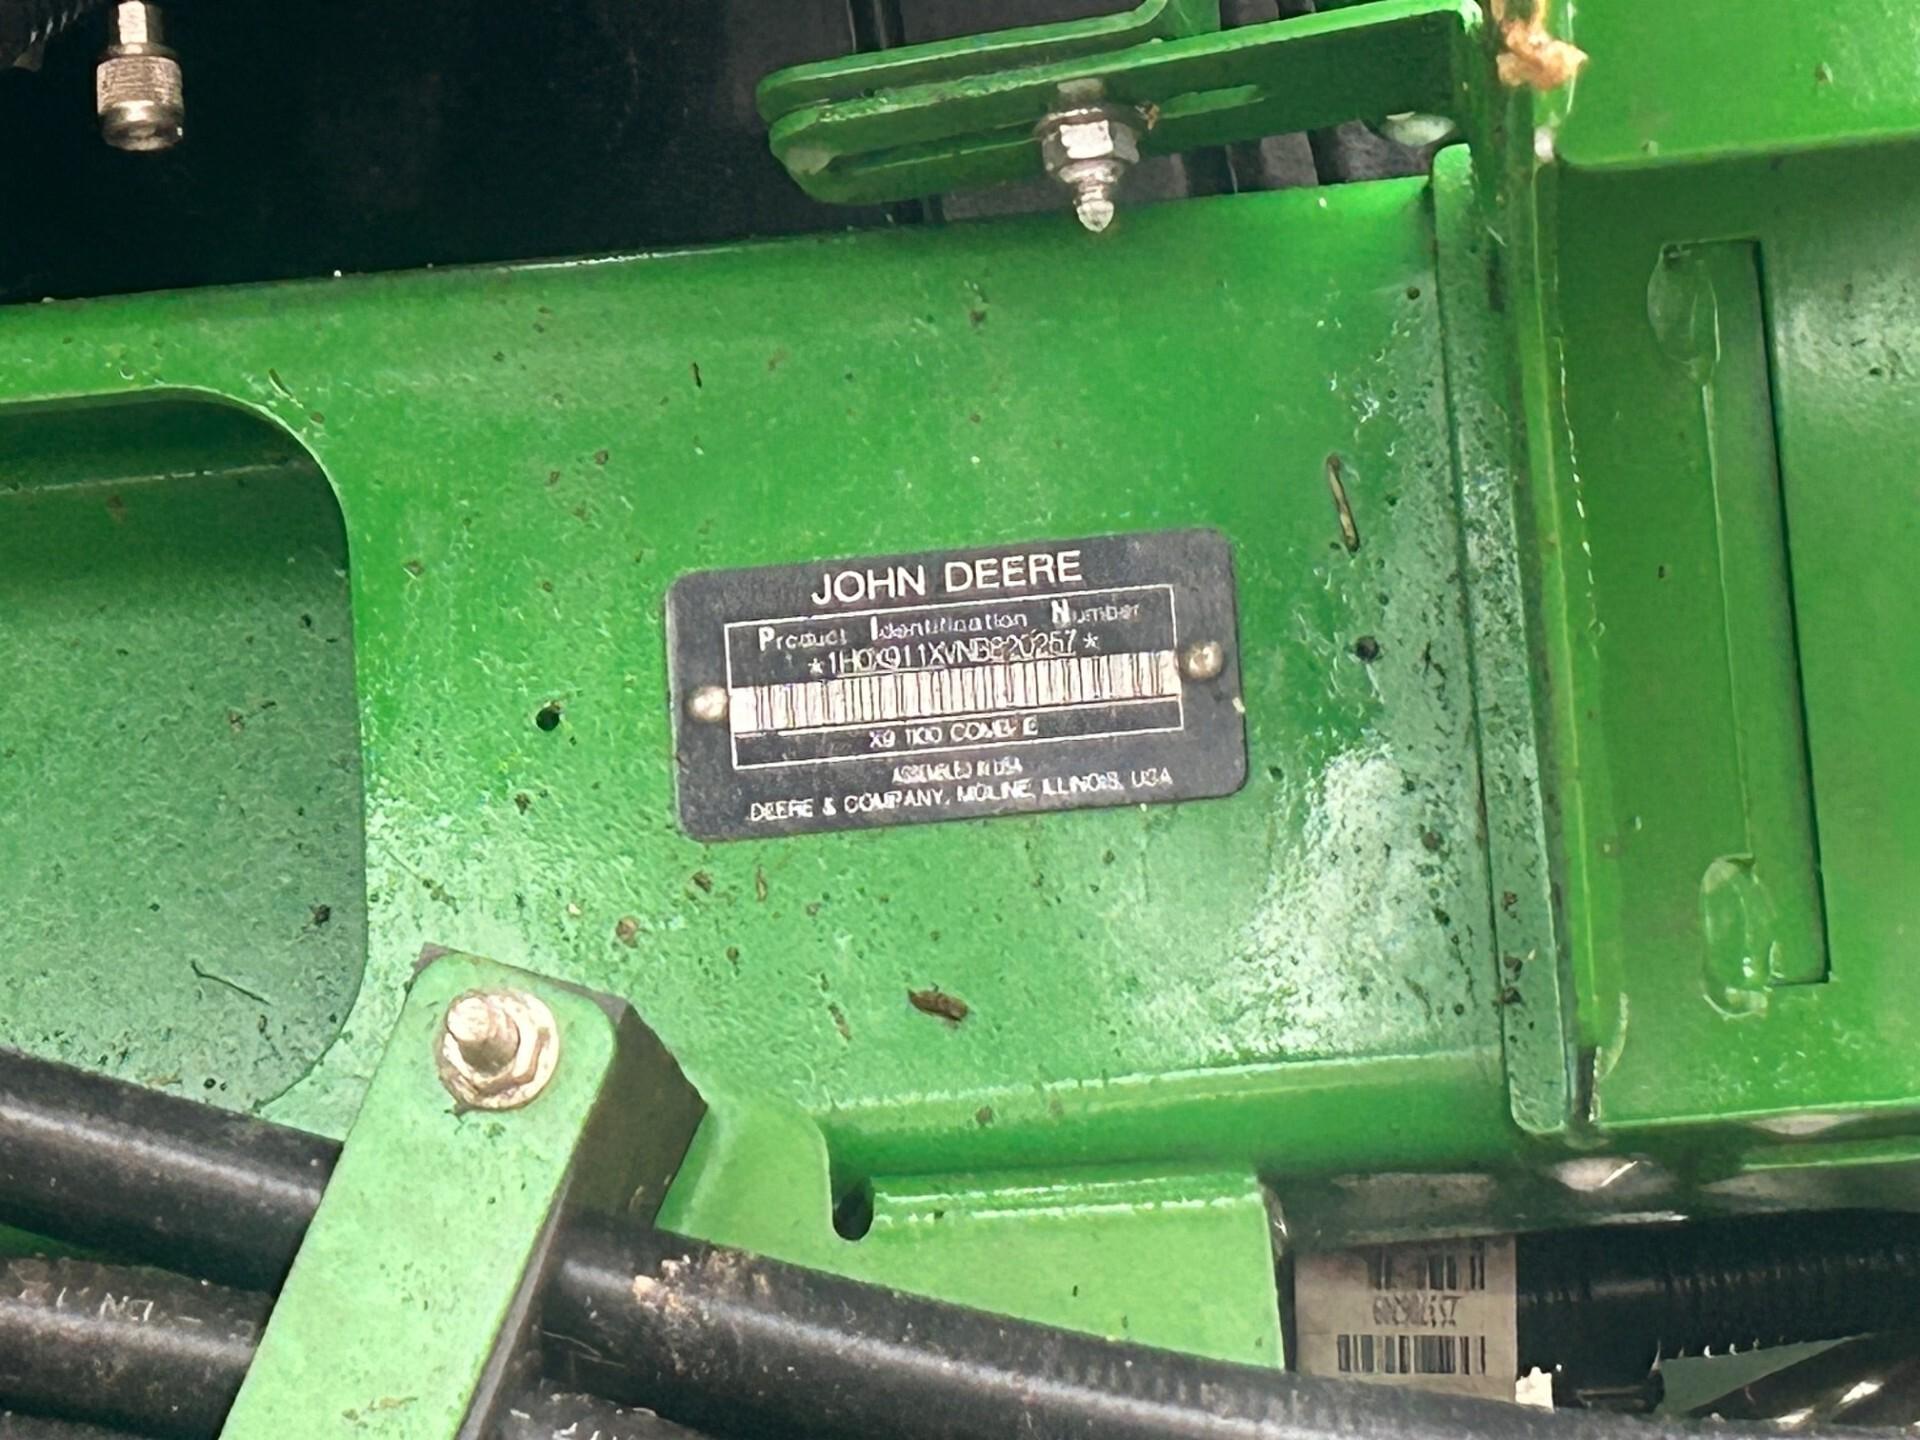 JOHN DEERE
Product Identification Number
*1H0X911XVNB820257*
X9 1100 COMBINE
ASSEMBLED IN USA
DEERE & COMPANY, MOLINE, ILLINOIS, USA